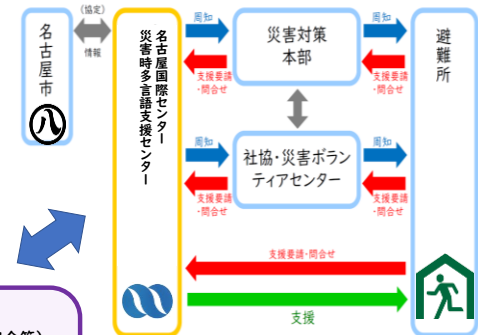 (協定)
情報
名古屋市
八
名古屋国際センター
災害時多言語支援センター
周知
災害対策
本部
周知
避難所
支援要請
・問合せ
支援要請
・問合せ
周知
社協・災害ボラン
ティアセンター
周知
支援要請
・問合せ
支援要請
・問合せ
支援要請・問合せ
支援